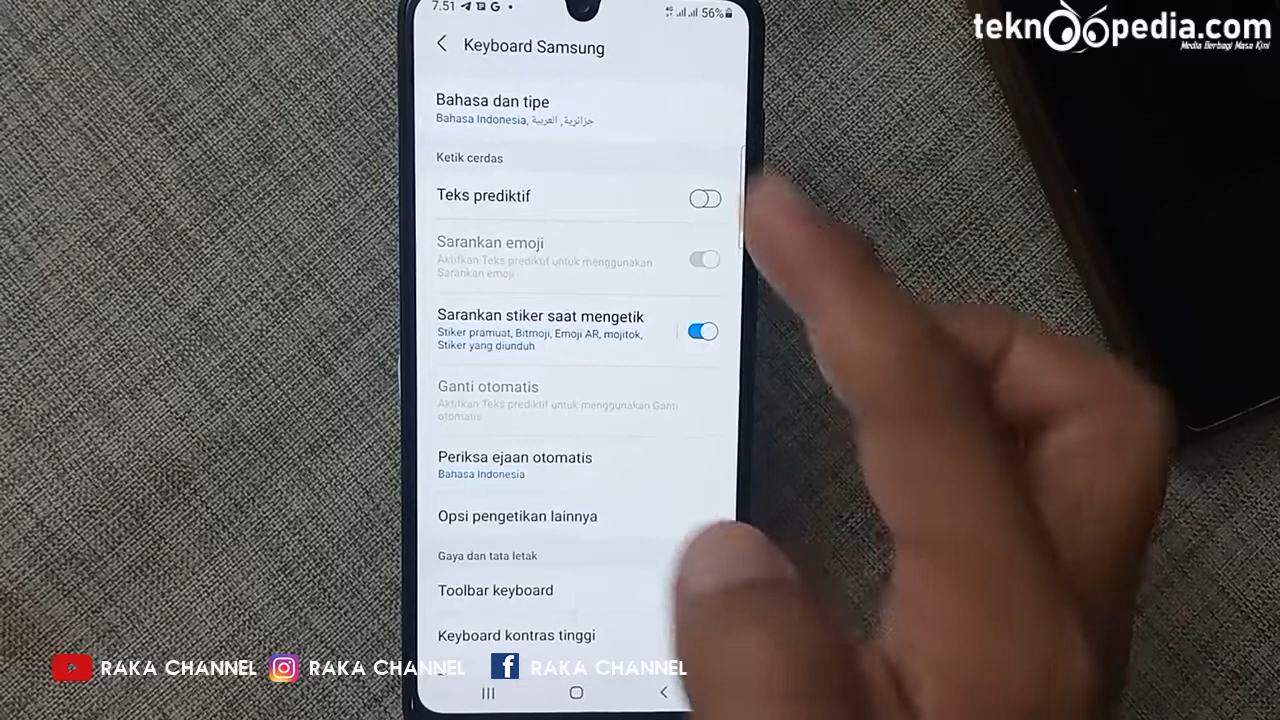 7.51 G
4G 56%
teknoopedia.com
Media Berbagi Masa Kini
Keyboard Samsung
Bahasa dan tipe
Bahasa Indonesia, جزائرية, العربية
Ketik cerdas
Teks prediktif
Sarankan emoji
Aktifkan Teks prediktif untuk menggunakan
Sarankan emoji
Sarankan stiker saat mengetik
Stiker pramuat, Bitmoji, Emoji AR, mojitok,
Stiker yang diunduh
Ganti otomatis
Aktifkan Teks prediktif untuk menggunakan Ganti
otomatis
Periksa ejaan otomatis
Bahasa Indonesia
Opsi pengetikan lainnya
Gaya dan tata letak
Toolbar keyboard
Keyboard kontras tinggi
RAKA CHANNEL RAKA CHANNEL RAKA CHANNEL